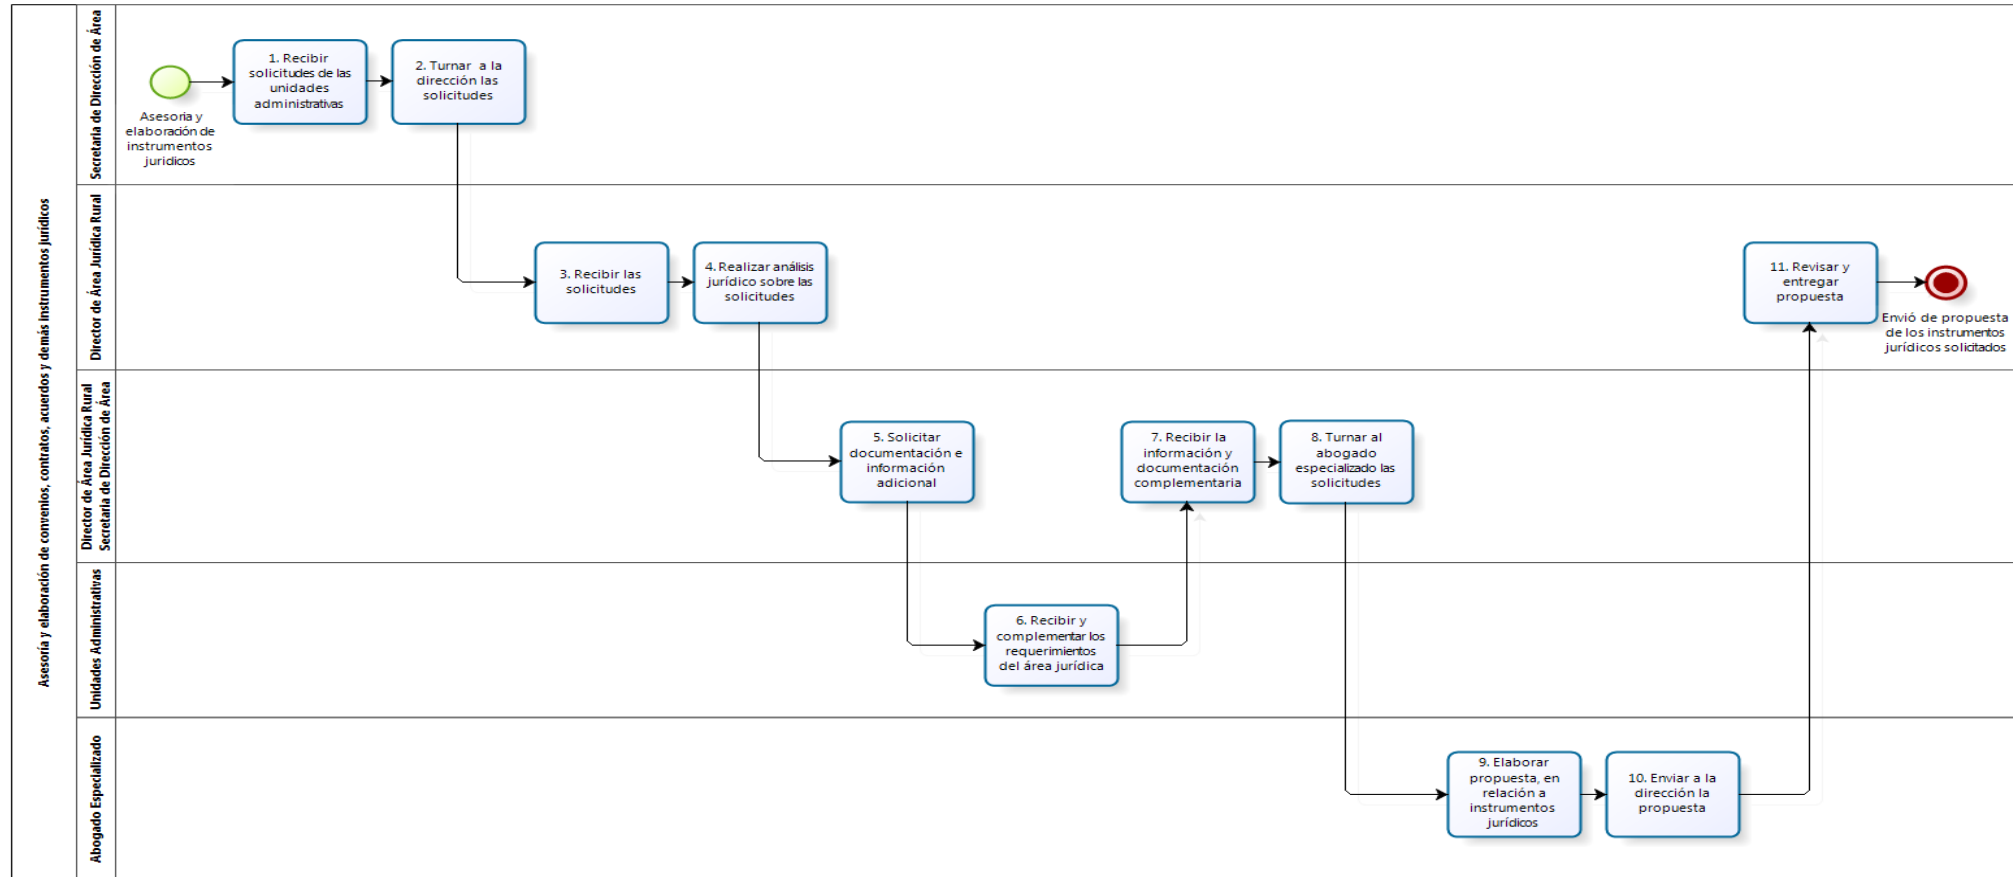 Asesoría y elaboración de convenios, contratos, acuerdos y demás instrumentos jurídicos
Secretaria de Dirección de Área
Asesoria y
elaboración de
instrumentos
juridicos
1. Recibir
solicitudes de las
unidades
administrativas
2. Turnar a la
dirección las
solicitudes
Director de Área Jurídica Rural
3. Recibir las
solicitudes
4. Realizar análisis
jurídico sobre las
solicitudes
11. Revisar y
entregar
propuesta
Envió de propuesta
de los instrumentos
jurídicos solicitados
Director de Área Jurídica Rural
Secretaria de Dirección de Área
5. Solicitar
documentación e
información
adicional
7. Recibir la
información y
documentación
complementaria
8. Turnar al
abogado
especializado las
solicitudes
Unidades Administrativas
6. Recibir y
complementar los
requerimientos
del área jurídica
Abogado Especializado
9. Elaborar
propuesta, en
relación a
instrumentos
jurídicos
10. Enviar a la
dirección la
propuesta